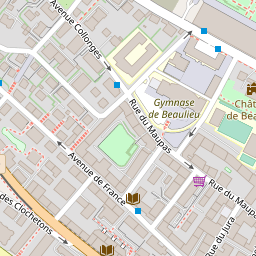 Avenue Collonges
Gymnase
de Beaulieu
Rue du Maupas
Chât
de Bea
Avenue de France
des Clochetons
Rue du Maupas
Rue du Jura